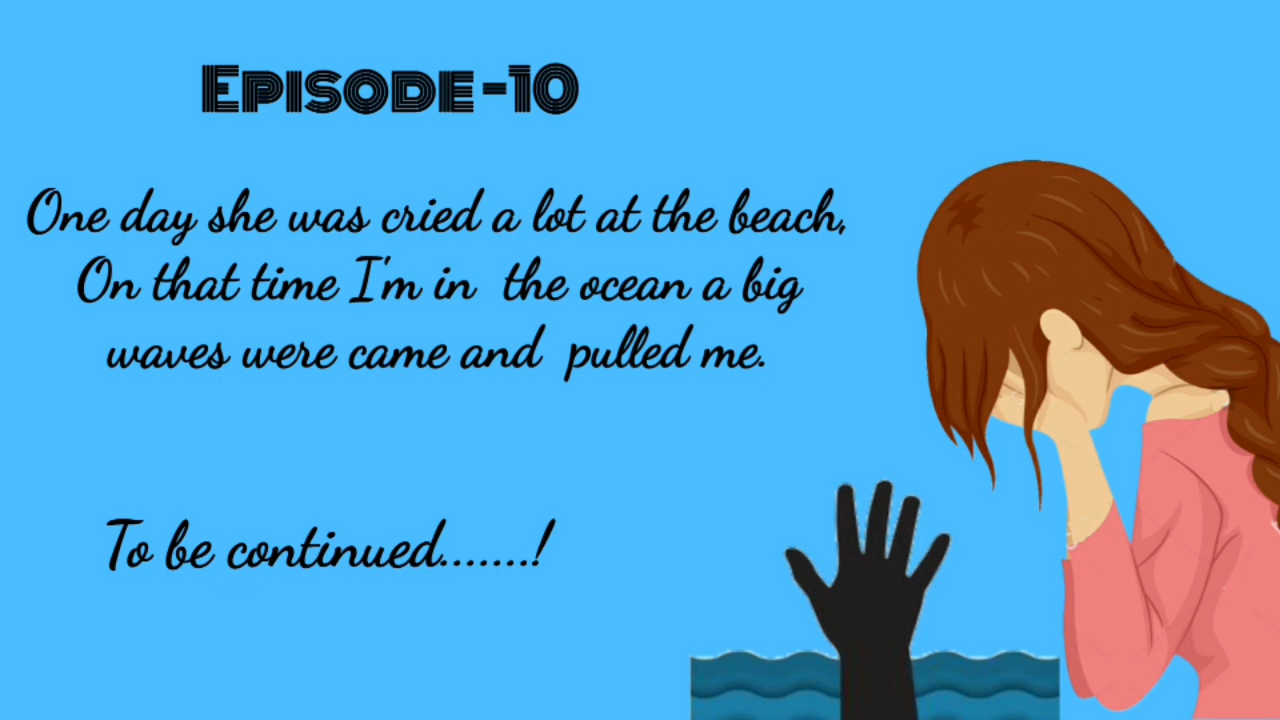 Episode-10
One day she was cried a lot at the beach,
On that time I'm in the ocean a big
waves were came and pulled me.
To be continued.......!